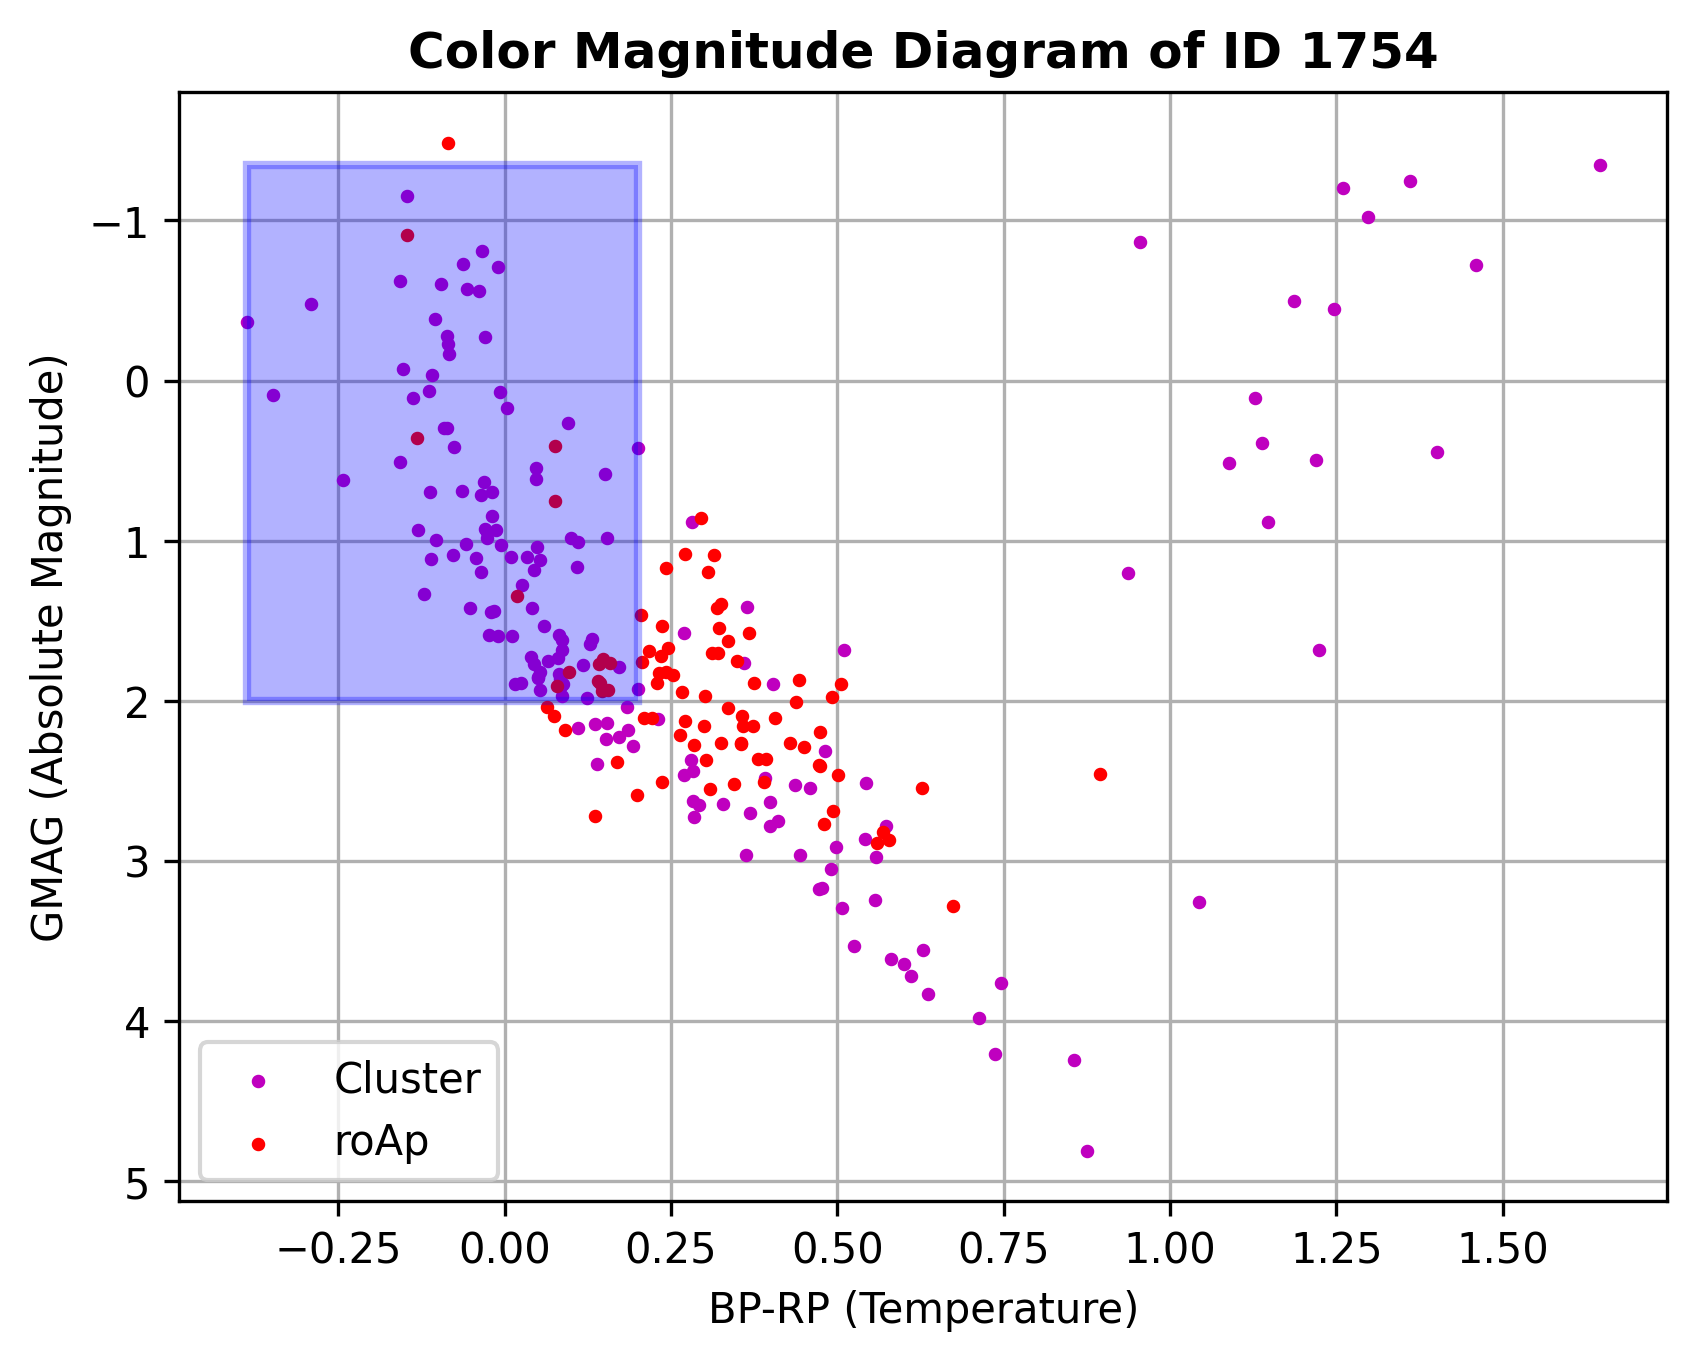 Color Magnitude Diagram of ID 1754
GMAG (Absolute Magnitude)
−1
0
1
2
3
4
5
Cluster
roAp
−0.25 0.00 0.25 0.50 0.75 1.00 1.25 1.50
BP-RP (Temperature)